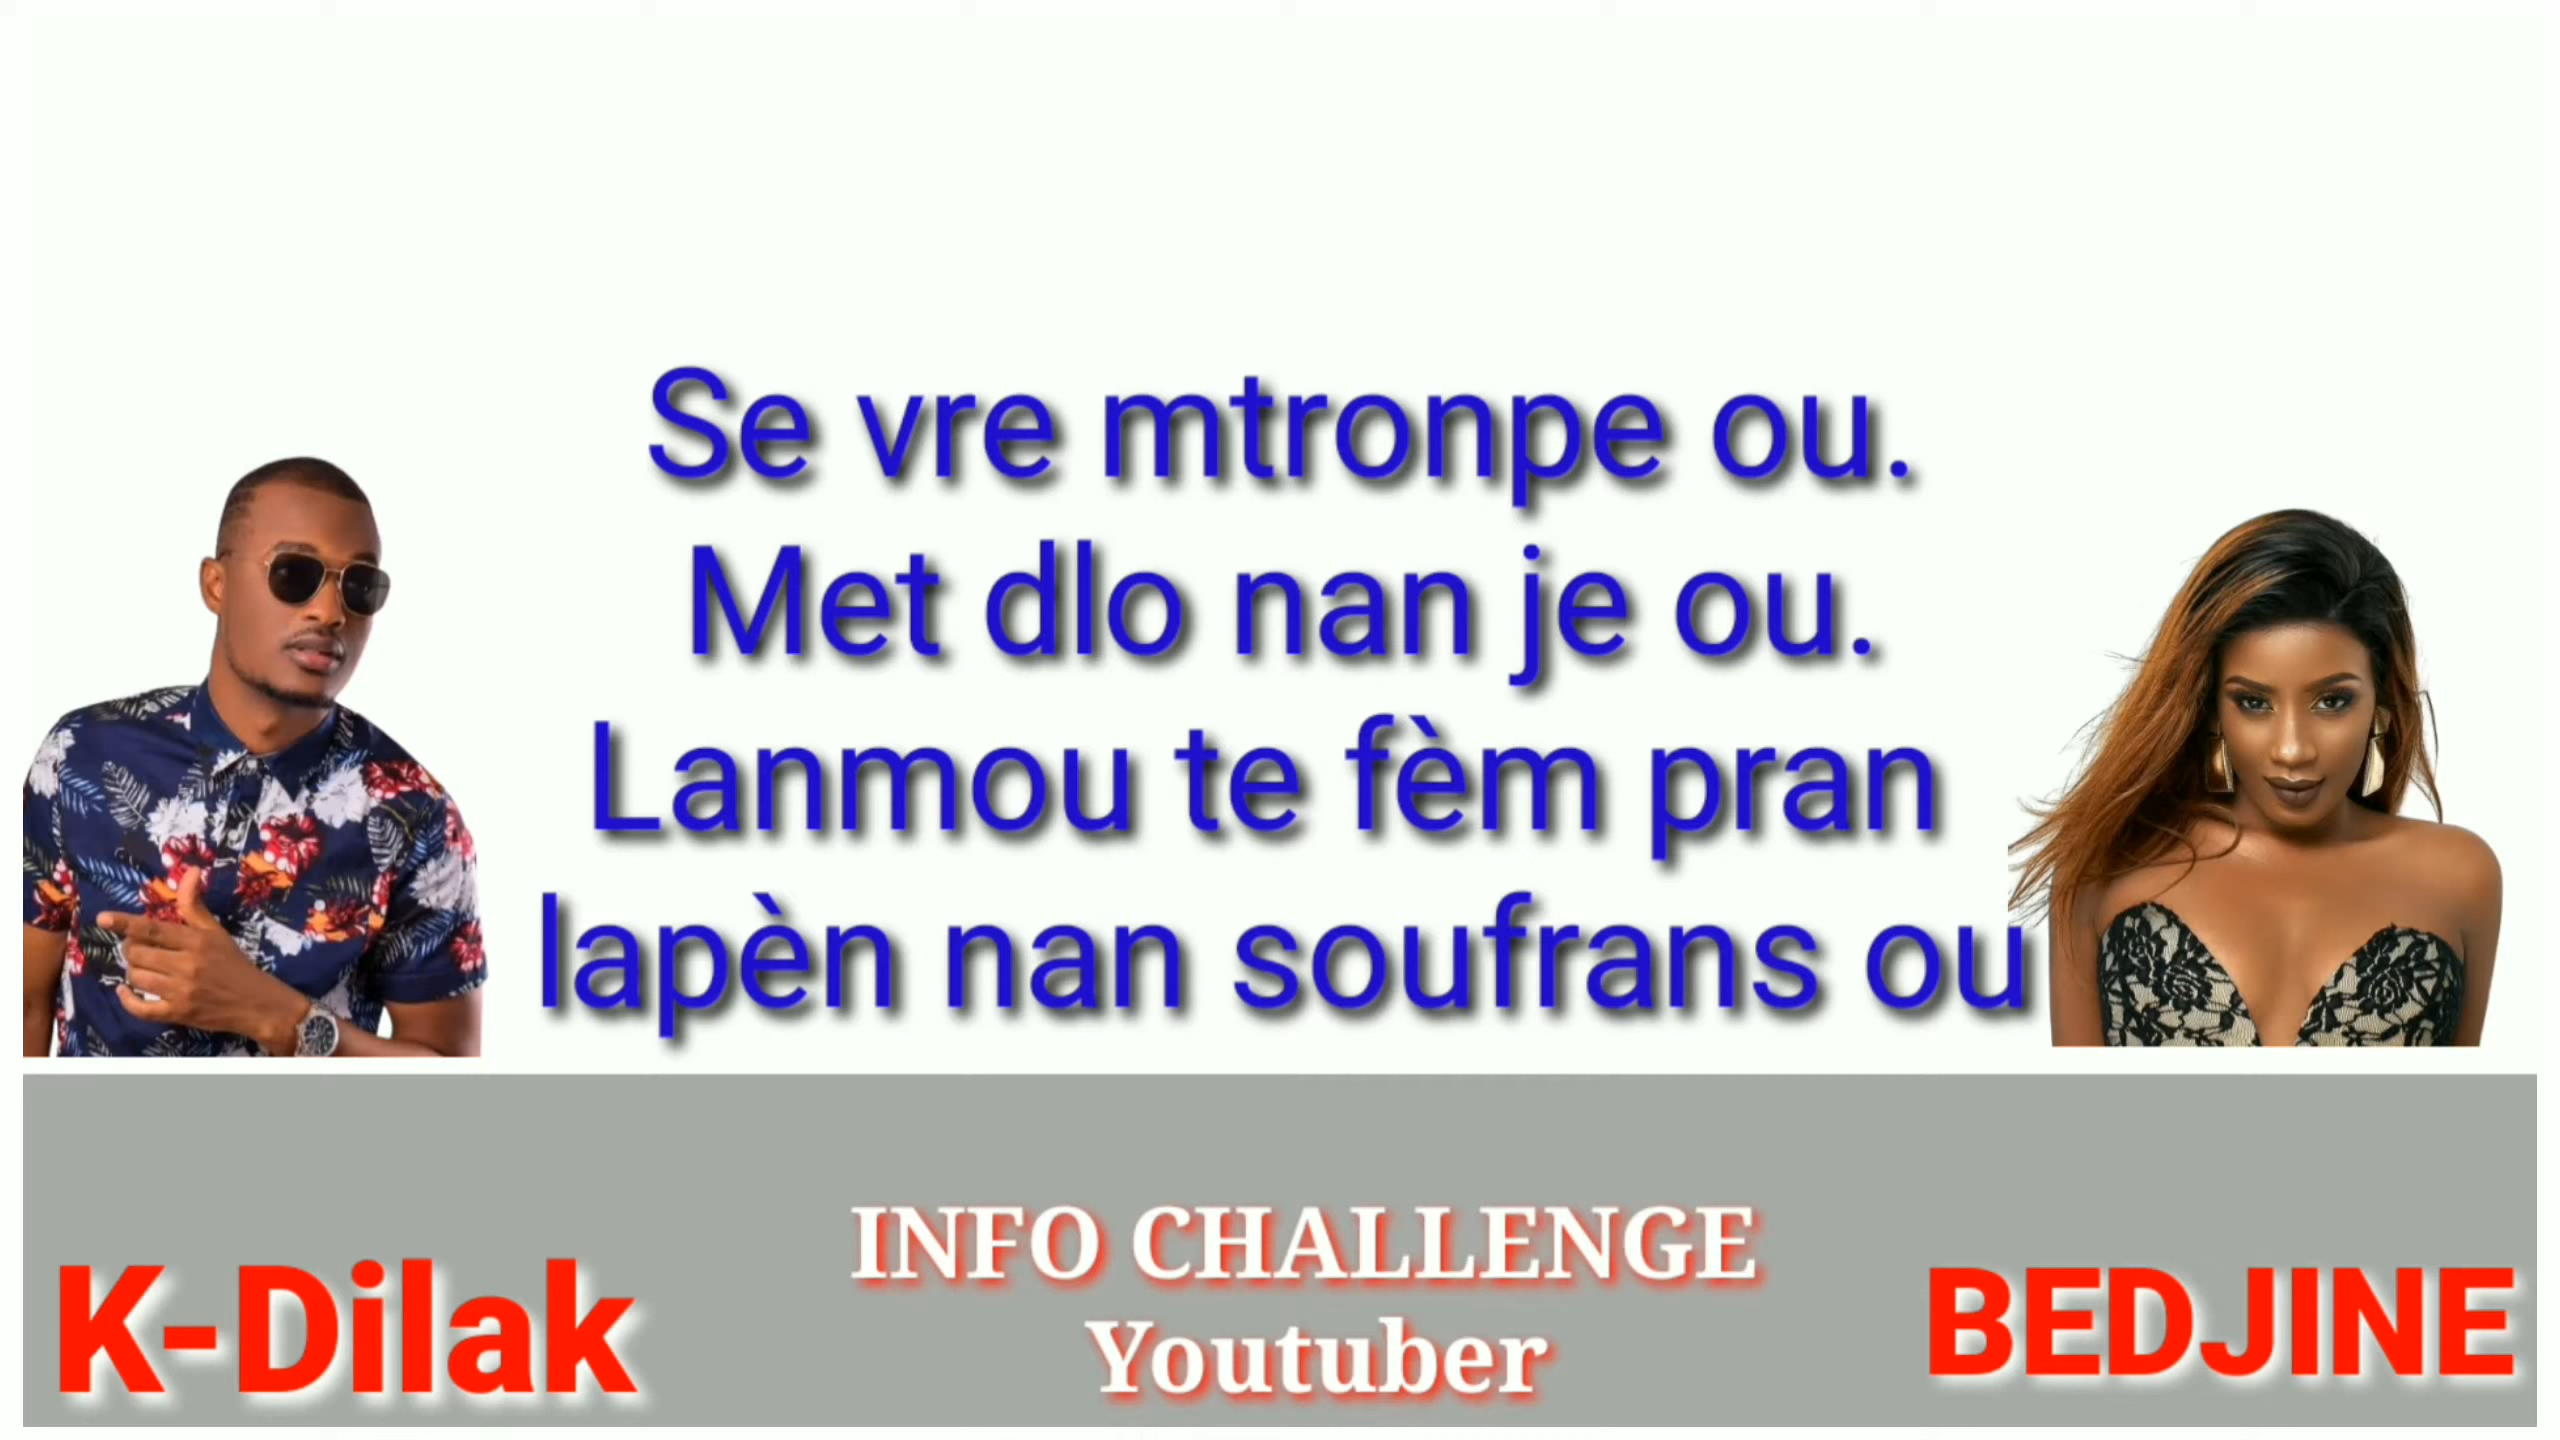 Se vre mtronpe ou.
Met dlo nan je ou.
Lanmou te fèm pran
lapèn nan soufrans ou
K-Dilak
INFO CHALLENGE
Youtuber
BEDJINE